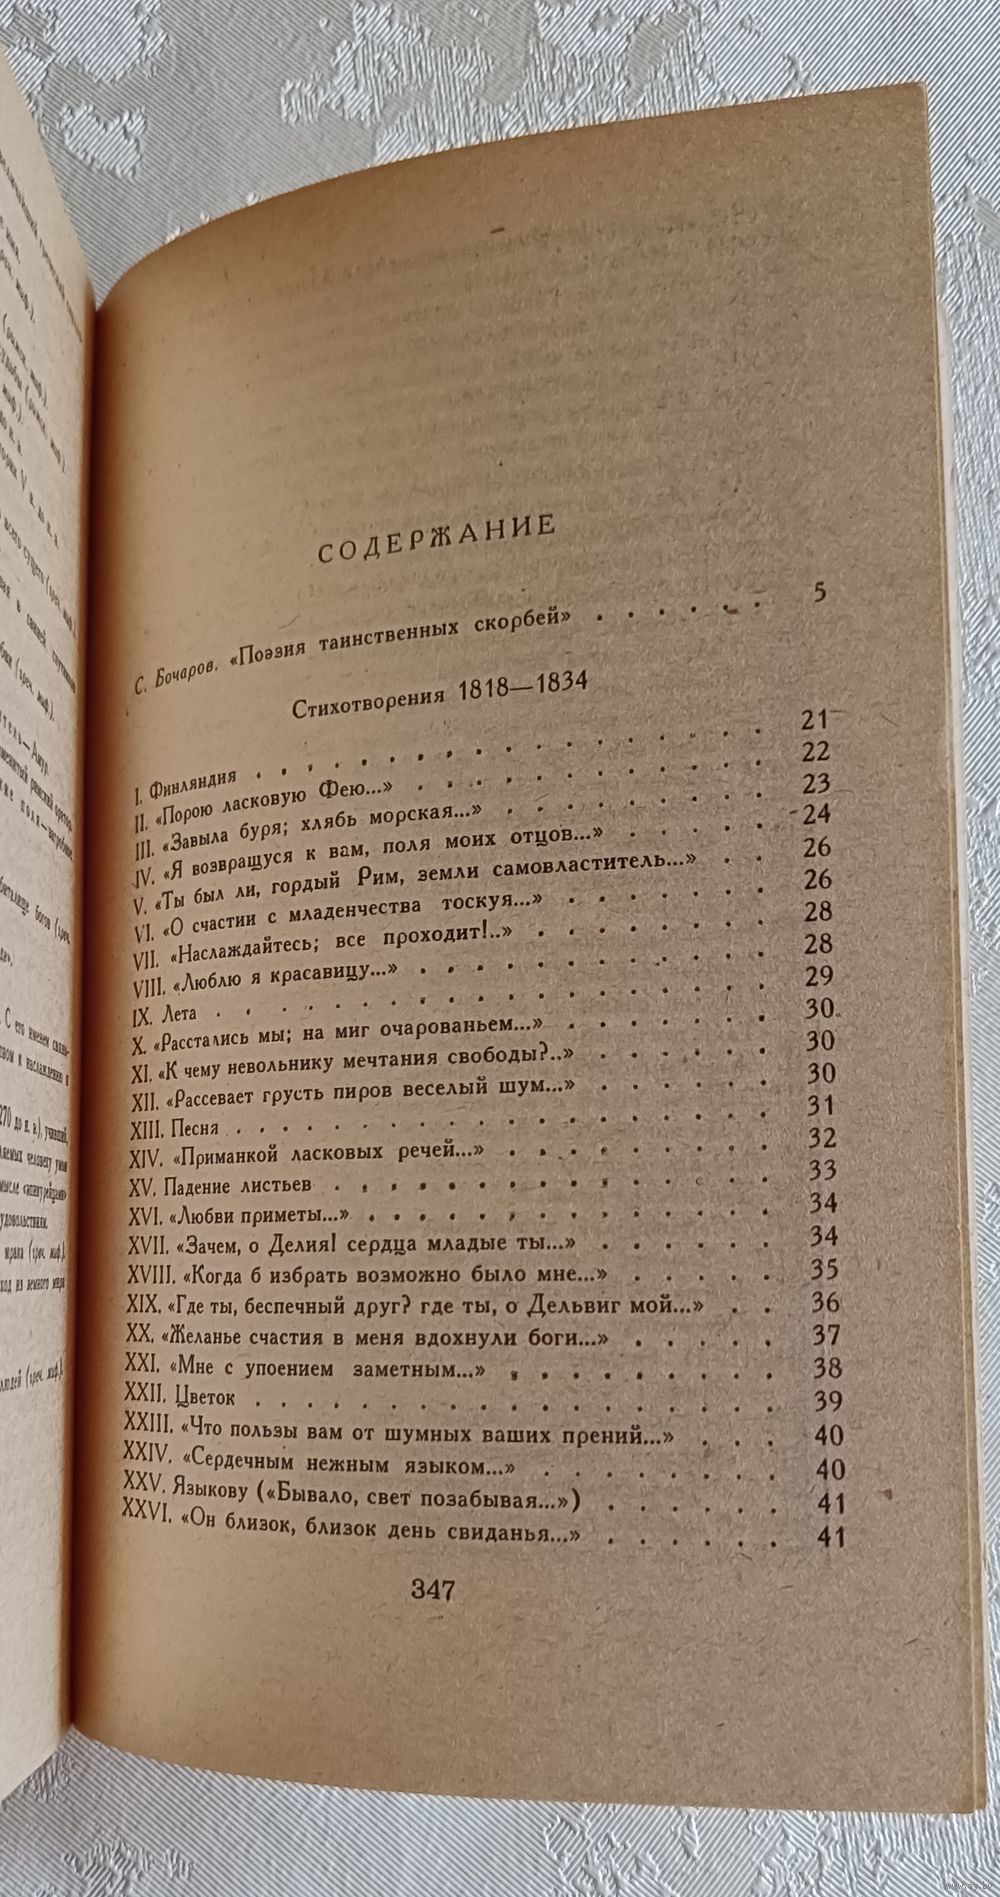 СОДЕРЖАНИЕ
С. Бочаров. «Поэзия таинственных скорбей» . . . . . . 5
Стихотворения 1818—1834
I. Финляндия . . . . . . . . . . . . . . . . 21
II. «Порою ласковую Фею...» . . . . . . . . . 22
III. «Завыла буря; хлябь морская...» . . . . . . . 23
IV. «Я возвращуся к вам, поля моих отцов...» . . . . 24
V. «Ты был ли, гордый Рим, земли самовластитель...» . . 26
VI. «О счастии с младенчества тоскуя...» . . . . . . 26
VII. «Наслаждайтесь; все проходит!..» . . . . . . . 28
VIII. «Люблю я красавицу...» . . . . . . . . . . 28
IX. Лета . . . . . . . . . . . . . . . . . 29
X. «Расстались мы; на миг очарованьем...» . . . . . . 30
XI. «К чему невольнику мечтания свободы?..» . . . . . 30
XII. «Рассевает грусть пиров веселый шум...» . . . . . 30
XIII. Песня . . . . . . . . . . . . . . . . 31
XIV. «Приманкой ласковых речей...» . . . . . . . . 32
XV. Падение листьев . . . . . . . . . . . . . 33
XVI. «Любви приметы...» . . . . . . . . . . . . 34
XVII. «Зачем, о Делия! сердца младые ты...» . . . . . 34
XVIII. «Когда б избрать возможно было мне...» . . . . 35
XIX. «Где ты, беспечный друг? где ты, о Дельвиг мой...» . . 36
XX. «Желанье счастия в меня вдохнули боги...» . . . . 37
XXI. «Мне с упоением заметным...» . . . . . . . . 38
XXII. Цветок . . . . . . . . . . . . . . . 39
XXIII. «Что пользы вам от шумных ваших прений...» . . . 40
XXIV. «Сердечным нежным языком...» . . . . . . . 40
XXV. Языкову («Бывало, свет позабывая...») . . . . . 41
XXVI. «Он близок, близок день свиданья...» . . . . . . 41
347